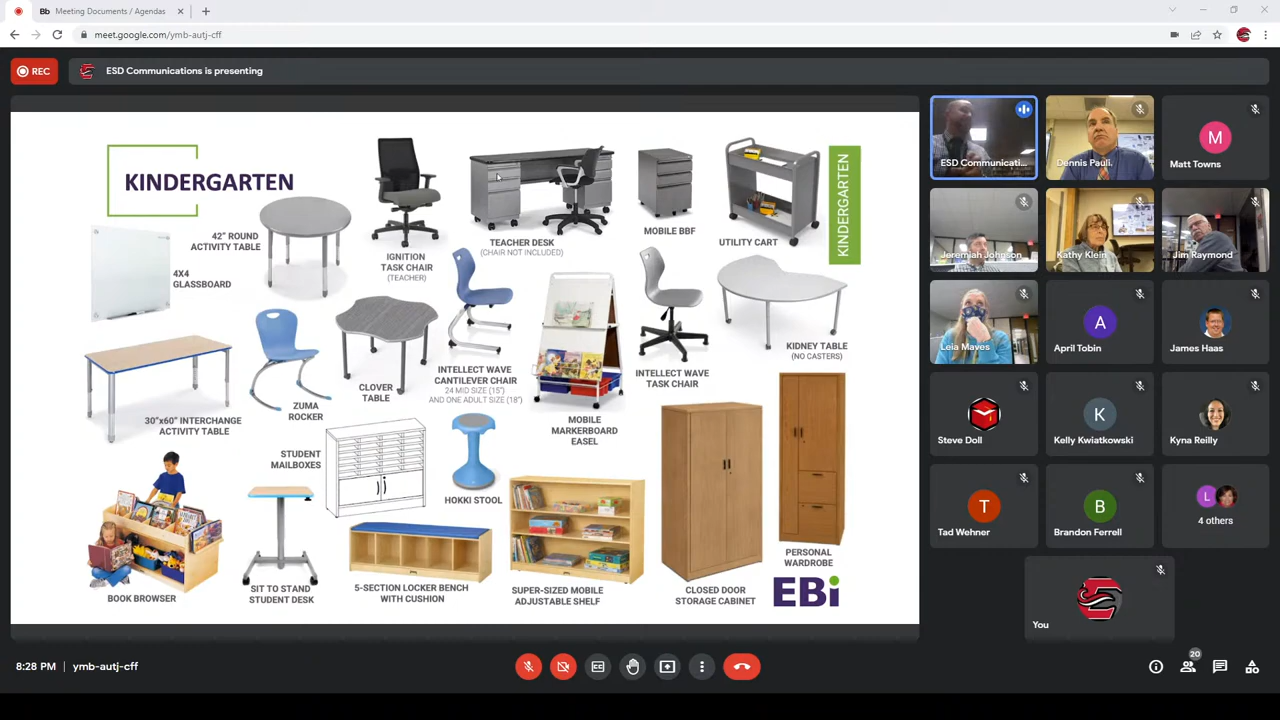 Bb Meeting Documents / Agendas
meet.google.com/ymb-autj-cff
REC
ESD Communications is presenting
KINDERGARTEN
42” ROUND
ACTIVITY TABLE
4X4
GLASSBOARD
IGNITION
TASK CHAIR
(TEACHER)
TEACHER DESK
(CHAIR NOT INCLUDED)
MOBILE BBF
UTILITY CART
KINDERGARTEN
30”x60” INTERCHANGE
ACTIVITY TABLE
ZUMA
ROCKER
CLOVER
TABLE
INTELLECT WAVE
CANTILEVER CHAIR
24 MID SIZE (15”)
AND ONE ADULT SIZE (18”)
MOBILE
MARKERBOARD
EASEL
INTELLECT WAVE
TASK CHAIR
KIDNEY TABLE
(NO CASTERS)
STUDENT
MAILBOXES
HOKKI STOOL
BOOK BROWSER
SIT TO STAND
STUDENT DESK
5-SECTION LOCKER BENCH
WITH CUSHION
SUPER-SIZED MOBILE
ADJUSTABLE SHELF
CLOSED DOOR
STORAGE CABINET
PERSONAL
WARDROBE
EBi
ESD Communicati...
Dennis Pauli.
M
Matt Towns
Jeremiah Johnson
Kathy Klein
Jim Raymond
Leia Maves
A
April Tobin
James Haas
Steve Doll
K
Kelly Kwiatkowski
Kyna Reilly
T
Tad Wehner
B
Brandon Ferrell
L
4 others
You
8:28 PM | ymb-autj-cff
20